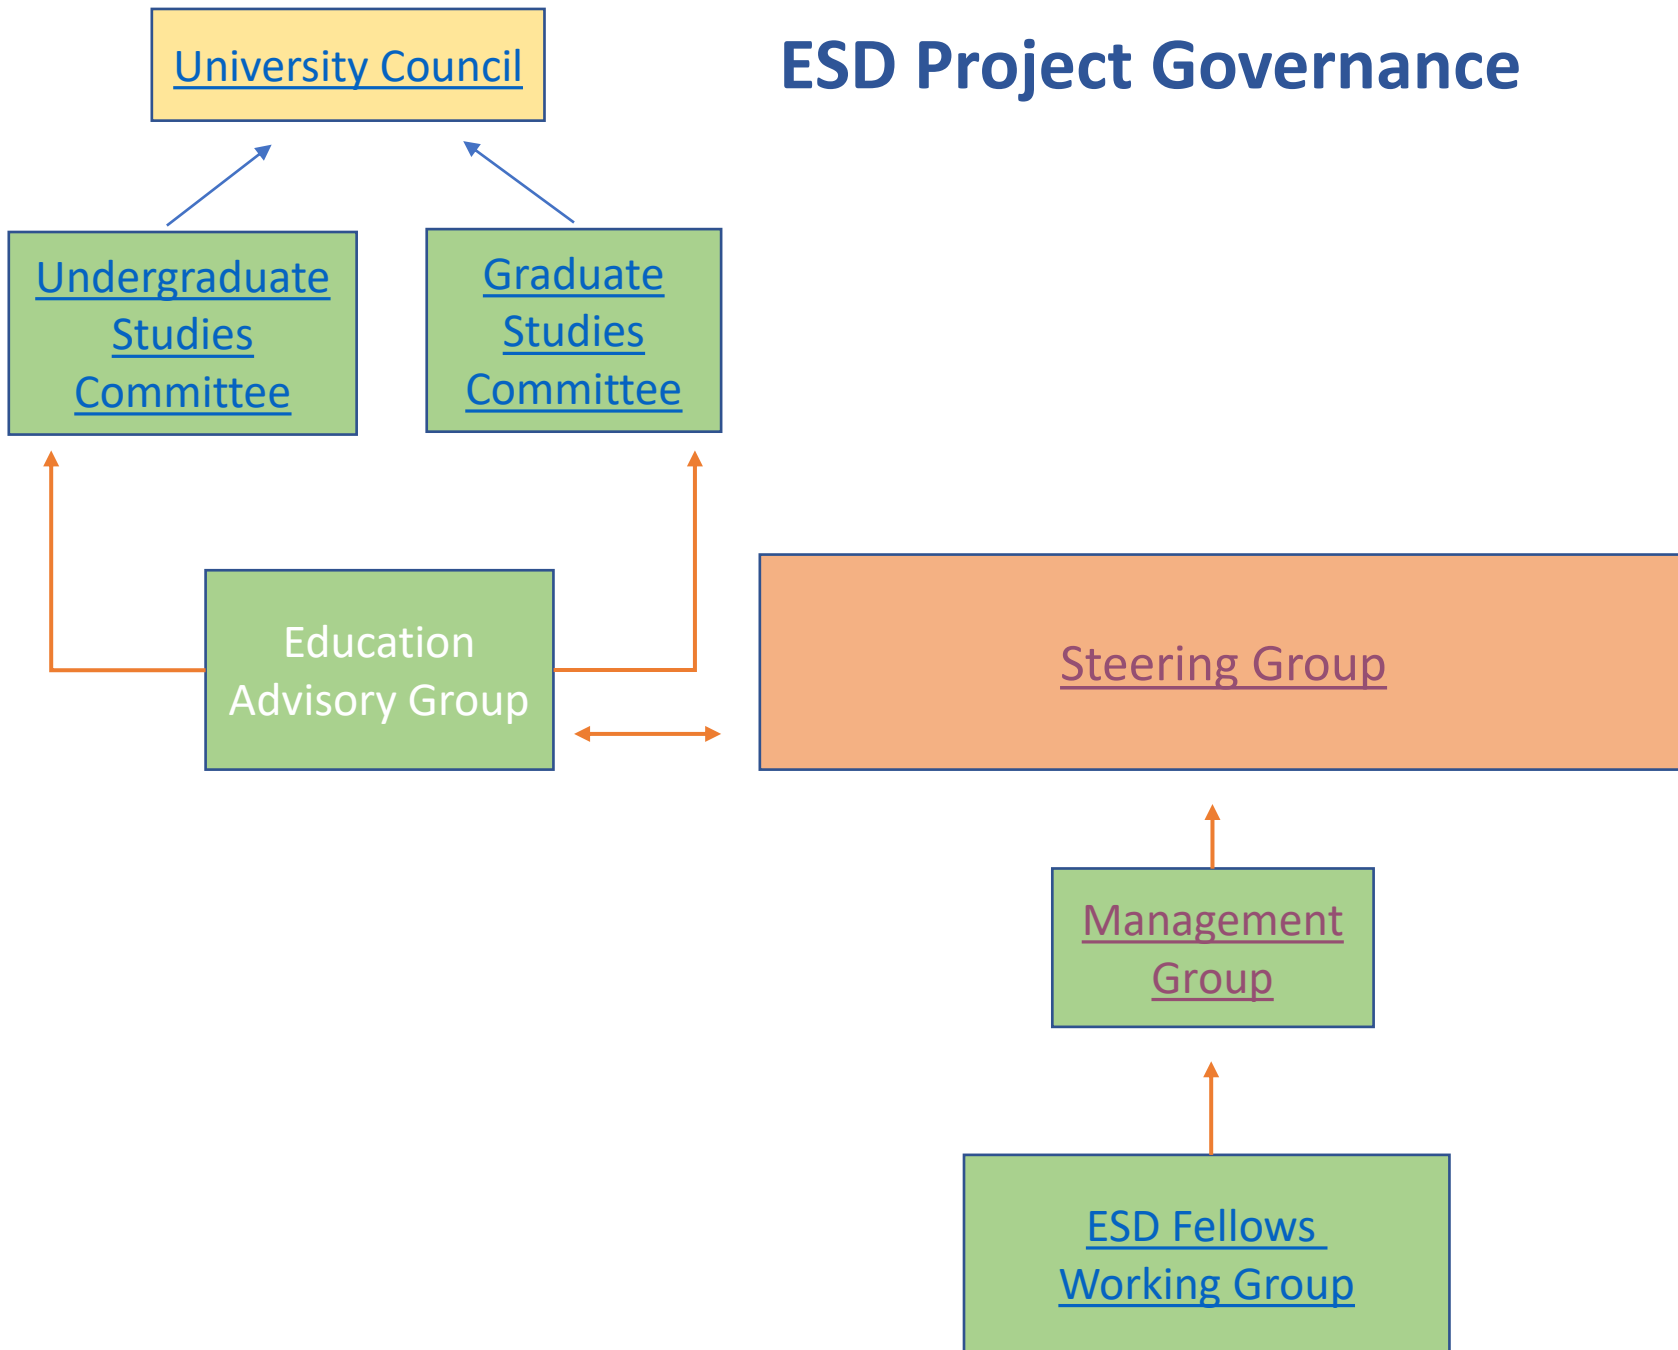 University Council
ESD Project Governance
Undergraduate
Studies
Committee
Graduate
Studies
Committee
Education
Advisory Group
Steering Group
Management
Group
ESD Fellows
Working Group